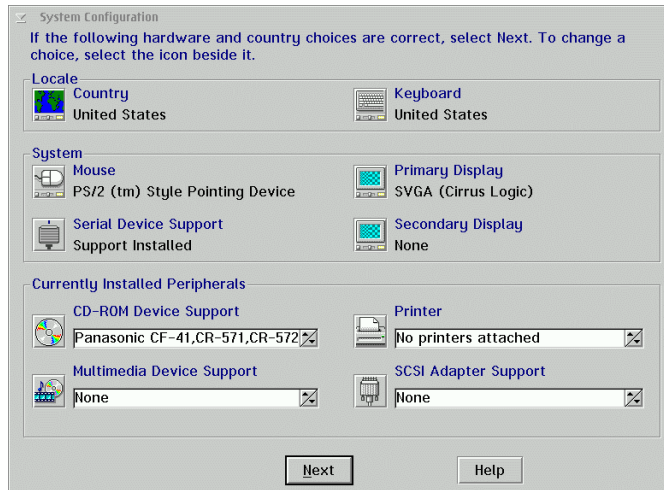 System Configuration
If the following hardware and country choices are correct, select Next. To change a
choice, select the icon beside it.
Locale
Country
United States
Keyboard
United States
System
Mouse
PS/2 (tm) Style Pointing Device
Primary Display
SVGA (Cirrus Logic)
Serial Device Support
Support Installed
Secondary Display
None
Currently Installed Peripherals
CD-ROM Device Support
Panasonic CF-41,CR-571,CR-572
Printer
No printers attached
Multimedia Device Support
None
SCSI Adapter Support
None
Next
Help